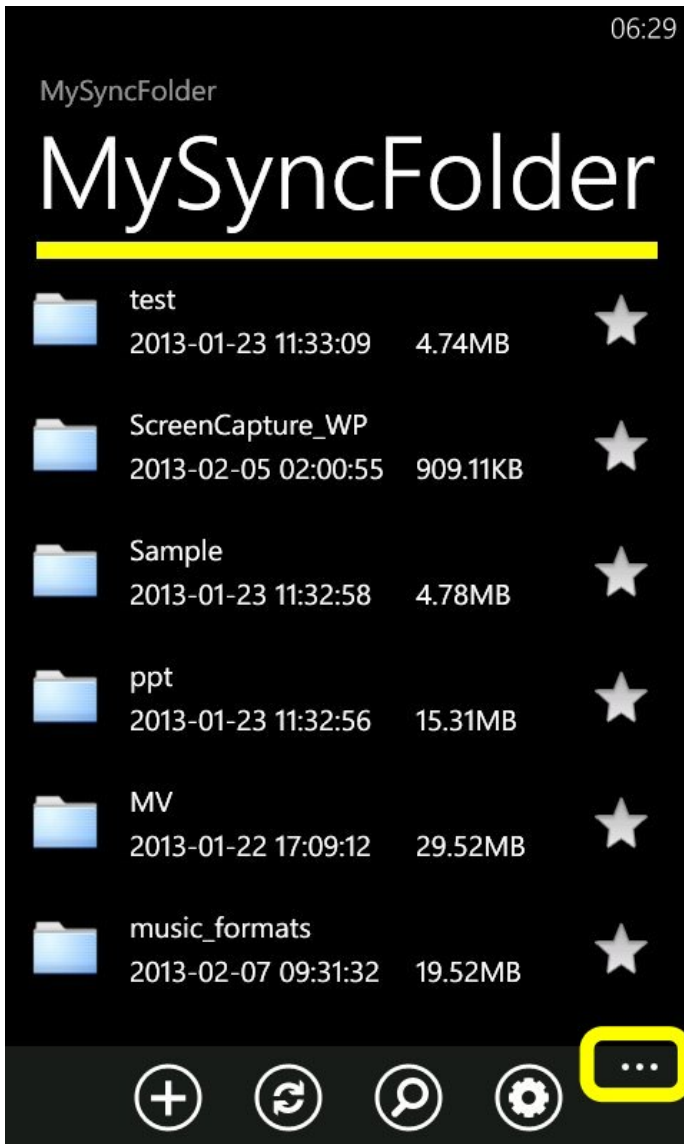 06:29
MySyncFolder
MySyncFolder
test
2013-01-23 11:33:09 4.74MB
ScreenCapture_WP
2013-02-05 02:00:55 909.11KB
Sample
2013-01-23 11:32:58 4.78MB
ppt
2013-01-23 11:32:56 15.31MB
MV
2013-01-22 17:09:12 29.52MB
music_formats
2013-02-07 09:31:32 19.52MB
...